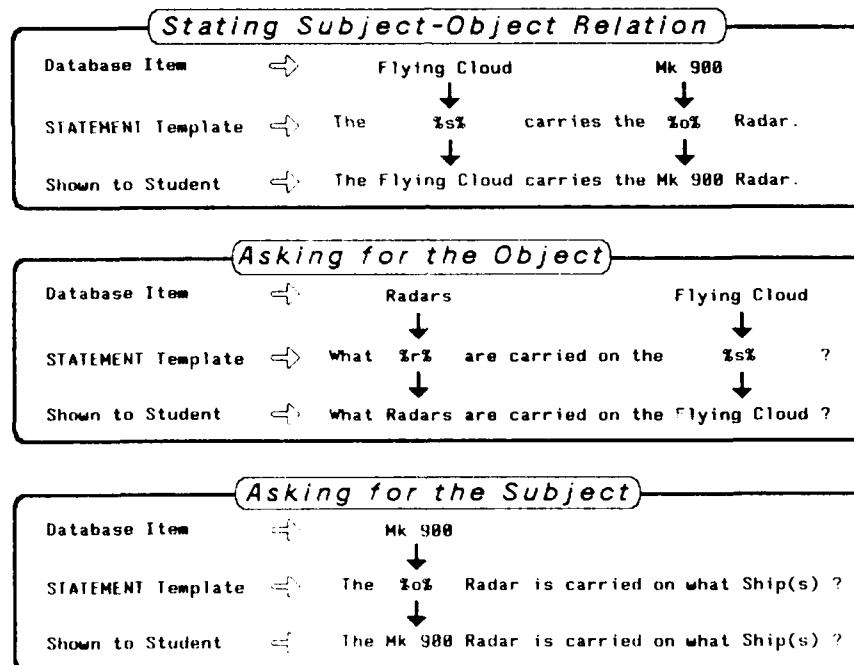 Stating Subject-Object Relation
Database Item Flying Cloud Mk 900
STATEMENT Template The %s% carries the %o% Radar.
Shown to Student The Flying Cloud carries the Mk 900 Radar.
Asking for the Object
Database Item Radars Flying Cloud
STATEMENT Template What %r% are carried on the %s% ?
Shown to Student What Radars are carried on the Flying Cloud ?
Asking for the Subject
Database Item Mk 900
STATEMENT Template The %o% Radar is carried on what Ship(s) ?
Shown to Student The Mk 900 Radar is carried on what Ship(s) ?